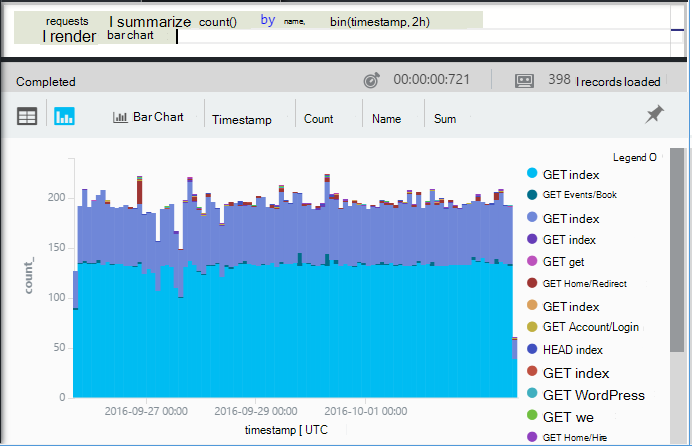 requests I summarize count() by name, bin(timestamp, 2h)
I render bar chart
Completed 00:00:00:721 398 I records loaded
Bar Chart Timestamp Count Name Sum
Legend O
GET index
GET Events/Book
GET index
GET index
GET get
GET Home/Redirect
GET index
GET Account/Login
HEAD index
GET index
GET WordPress
GET we
GET Home/Hire
count_
200
150
100
50
0
2016-09-27 00:00 2016-09-29 00:00 2016-10-01 00:00
timestamp [ UTC